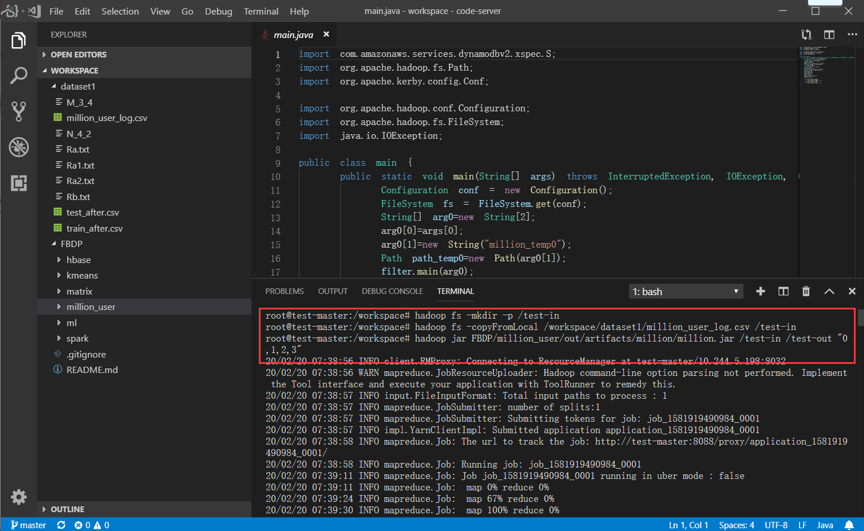 File Edit Selection View Go Debug Terminal Help main.java - workspace - code-server
EXPLORER
OPEN EDITORS
WORKSPACE
dataset1
M_3_4
million_user_log.csv
N_4_2
Ra.txt
Ra1.txt
Ra2.txt
Rb.txt
test_after.csv
train_after.csv
FBDP
hbase
kmeans
matrix
million_user
ml
spark
.gitignore
README.md
OUTLINE
main.java
1 import com.amazonaws.services.dynamodbv2.xspec.S;
2 import org.apache.hadoop.fs.Path;
3 import org.apache.kerby.config.Conf;
4
5 import org.apache.hadoop.conf.Configuration;
6 import org.apache.hadoop.fs.FileSystem;
7 import java.io.IOException;
8
9 public class main {
10 public static void main(String[] args) throws InterruptedException, IOException,
11 Configuration conf = new Configuration();
12 FileSystem fs = FileSystem.get(conf);
13 String[] arg0=new String[2];
14 arg0[0]=args[0];
15 arg0[1]=new String("million_temp0");
16 Path path_temp0=new Path(arg0[1]);
17 filter.main(arg0);
PROBLEMS OUTPUT DEBUG CONSOLE TERMINAL 1: bash
root@test-master:/workspace# hadoop fs -mkdir -p /test-in
root@test-master:/workspace# hadoop fs -copyFromLocal /workspace/dataset1/million_user_log.csv /test-in
root@test-master:/workspace# hadoop jar FBDP/million_user/out/artifacts/million/million.jar /test-in /test-out "0
,1,2,3"
20/02/20 07:38:56 INFO client.RMProxy: Connecting to ResourceManager at test-master/10.244.5.198:8032
20/02/20 07:38:56 WARN mapreduce.JobResourceUploader: Hadoop command-line option parsing not performed. Implement
the Tool interface and execute your application with ToolRunner to remedy this.
20/02/20 07:38:57 INFO input.FileInputFormat: Total input paths to process : 1
20/02/20 07:38:57 INFO mapreduce.JobSubmitter: number of splits:1
20/02/20 07:38:57 INFO mapreduce.JobSubmitter: Submitting tokens for job: job_1581919490984_0001
20/02/20 07:38:57 INFO impl.YarnClientImpl: Submitted application application_1581919490984_0001
20/02/20 07:38:58 INFO mapreduce.Job: The url to track the job: http://test-master:8088/proxy/application_1581919
490984_0001/
20/02/20 07:38:58 INFO mapreduce.Job: Running job: job_1581919490984_0001
20/02/20 07:39:11 INFO mapreduce.Job: Job job_1581919490984_0001 running in uber mode : false
20/02/20 07:39:11 INFO mapreduce.Job: map 0% reduce 0%
20/02/20 07:39:24 INFO mapreduce.Job: map 67% reduce 0%
20/02/20 07:39:30 INFO mapreduce.Job: map 100% reduce 0%
master 0 0 Ln 1, Col 1 Spaces: 4 UTF-8 LF Java